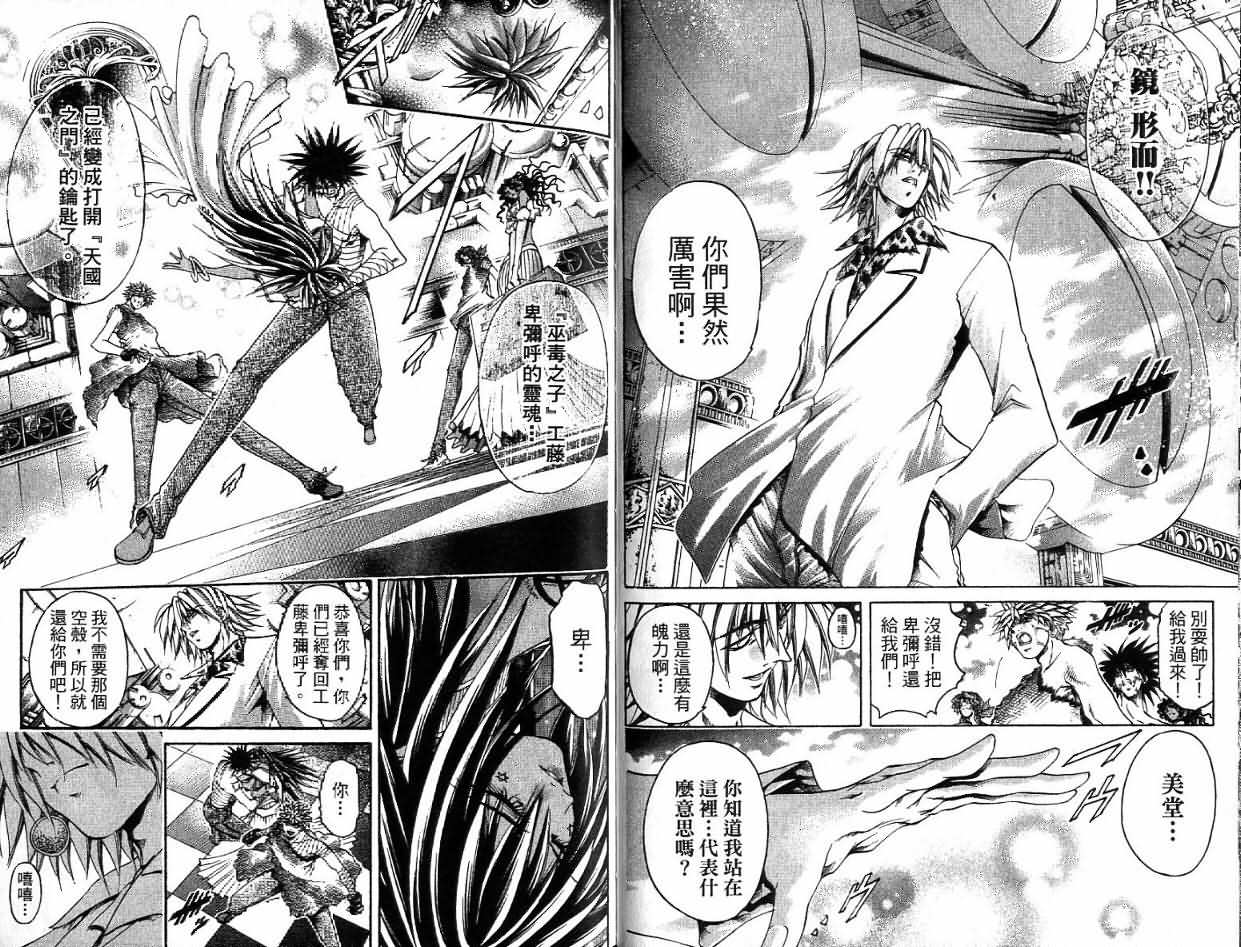 鏡形而!!
你們果然
厲害啊…
別耍帥了!
給我過來!
沒錯!把
卑彌呼還
給我們!
嘻嘻…
還是這麼有
魄力啊…
美堂…
你知道我站在
這裡…代表什
麼意思嗎?
『巫毒之子』工藤
卑彌呼的靈魂…
已經變成打開『天國
之門』的鑰匙了。
卑…
恭喜你們,你
們已經奪回工
藤卑彌呼了。
我不需要那個
空殼,所以就
還給你們吧!
你…
嘻嘻…